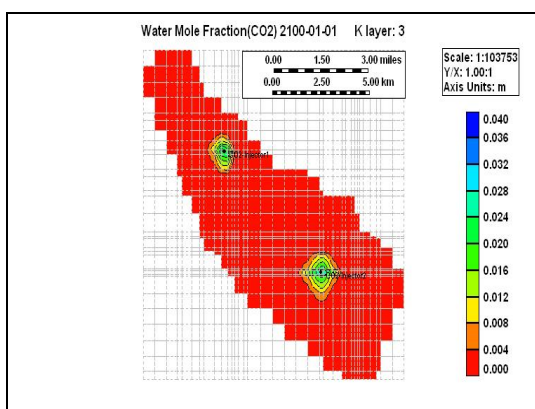 Water Mole Fraction(CO2) 2100-01-01 K layer: 3
0.00 1.50 3.00 miles
0.00 2.50 5.00 km
Scale: 1:103753
Y/X: 1.00:1
Axis Units: m
0.040
0.036
0.032
0.028
0.024
0.020
0.016
0.012
0.008
0.004
0.000